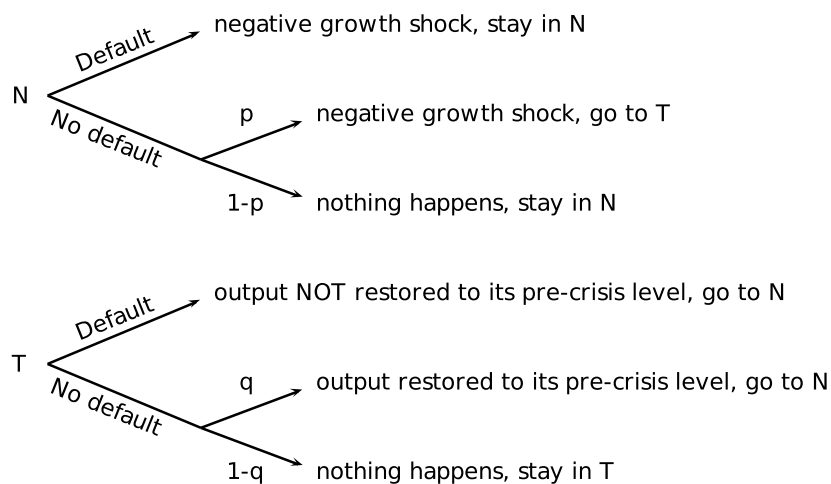 Default
negative growth shock, stay in N
N
No default
p
negative growth shock, go to T
1-p
nothing happens, stay in N
Default
output NOT restored to its pre-crisis level, go to N
T
No default
q
output restored to its pre-crisis level, go to N
1-q
nothing happens, stay in T